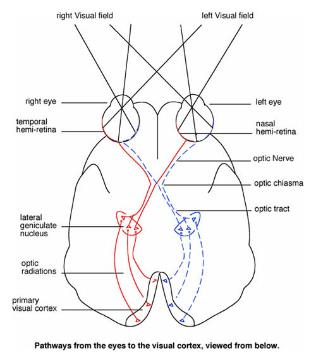 right Visual field
left Visual field
right eye
left eye
temporal
hemi-retina
nasal
hemi-retina
optic Nerve
optic chiasma
optic tract
lateral
geniculate
nucleus
optic
radiations
primary
visual cortex
Pathways from the eyes to the visual cortex, viewed from below.